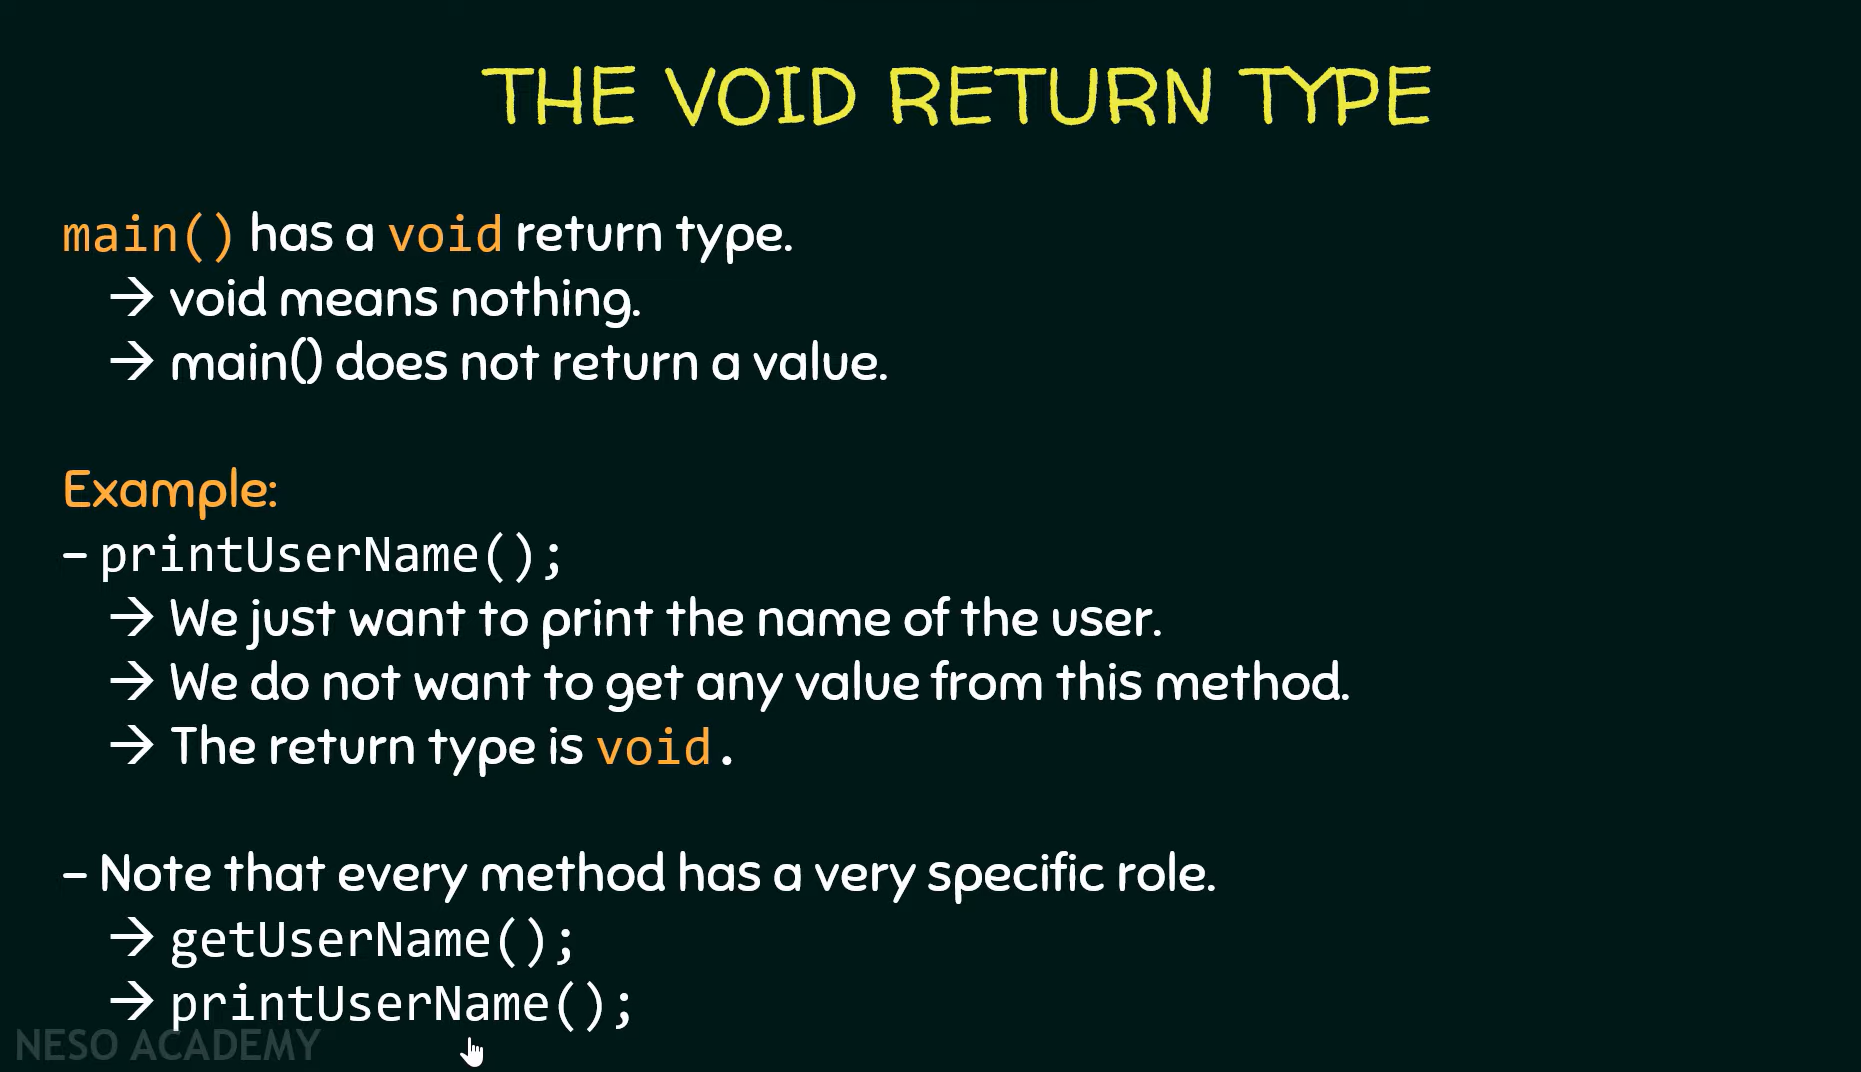 THE VOID RETURN TYPE
main() has a void return type.
→ void means nothing.
→ main() does not return a value.
Example:
– printUserName();
→ We just want to print the name of the user.
→ We do not want to get any value from this method.
→ The return type is void.
– Note that every method has a very specific role.
→ getUserName();
→ printUserName();
NESO ACADEMY